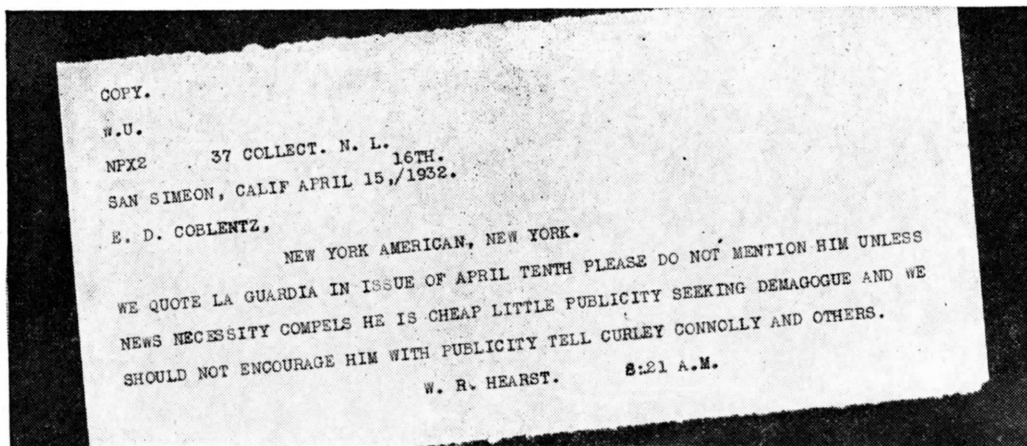 COPY.
W.U.
NPX2 37 COLLECT. N. L.
16TH.
SAN SIMEON, CALIF APRIL 15,/1932.
E. D. COBLENTZ,
NEW YORK AMERICAN, NEW YORK.
WE QUOTE LA GUARDIA IN ISSUE OF APRIL TENTH PLEASE DO NOT MENTION HIM UNLESS
NEWS NECESSITY COMPELS HE IS CHEAP LITTLE PUBLICITY SEEKING DEMAGOGUE AND WE
SHOULD NOT ENCOURAGE HIM WITH PUBLICITY TELL CURLEY CONNOLLY AND OTHERS.
W. R. HEARST. 8:21 A.M.